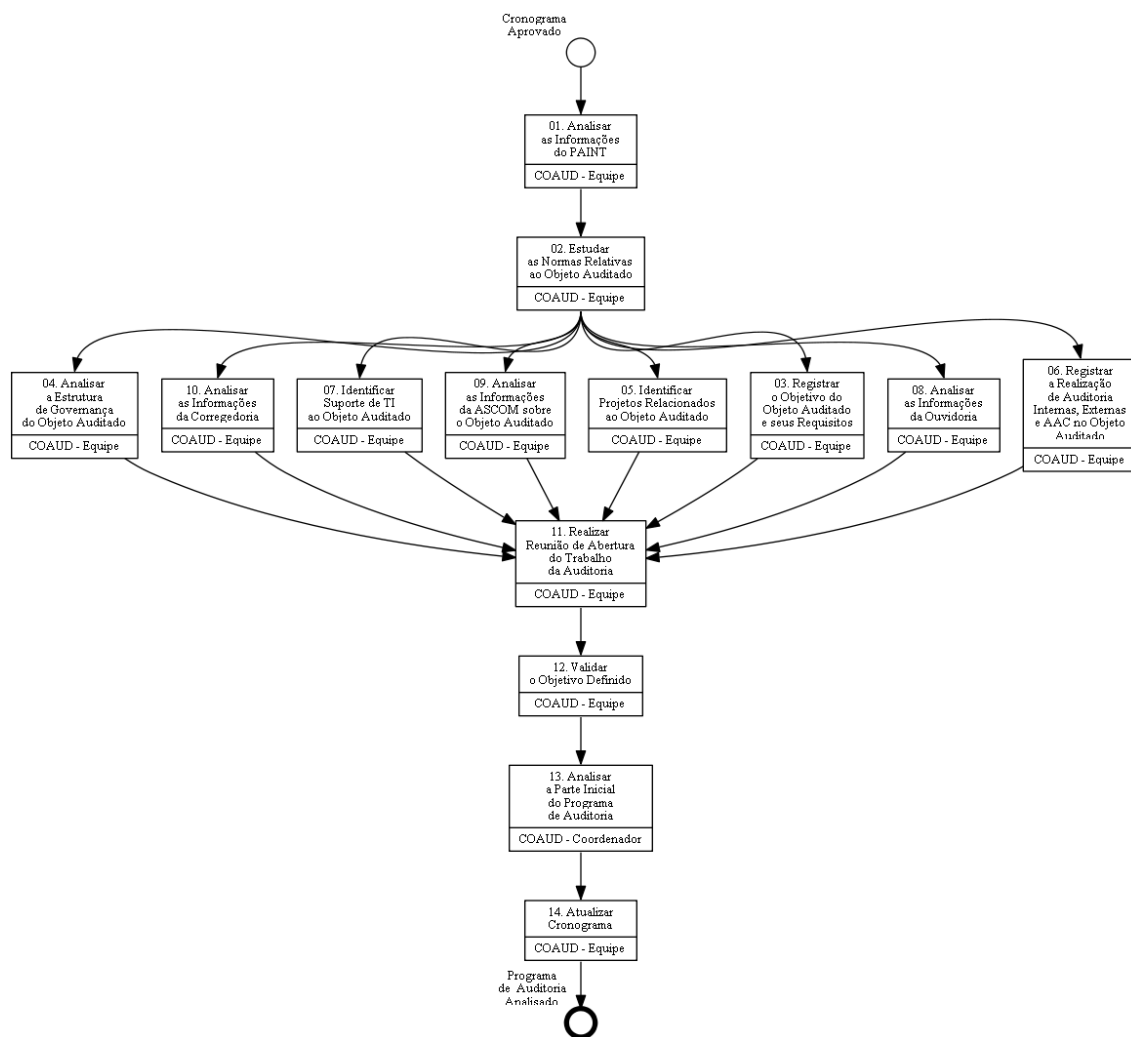 Cronograma
Aprovado
01. Analisar
as Informações
do PAINT
COAUD - Equipe
02. Estudar
as Normas Relativas
ao Objeto Auditado
COAUD - Equipe
04. Analisar
a Estrutura
de Governança
do Objeto Auditado
COAUD - Equipe
10. Analisar
as Informações
da Corregedoria
COAUD - Equipe
07. Identificar
Suporte de TI
ao Objeto Auditado
COAUD - Equipe
09. Analisar
as Informações
da ASCOM sobre
o Objeto Auditado
COAUD - Equipe
05. Identificar
Projetos Relacionados
ao Objeto Auditado
COAUD - Equipe
03. Registrar
o Objetivo do
Objeto Auditado
e seus Requisitos
COAUD - Equipe
08. Analisar
as Informações
da Ouvidoria
COAUD - Equipe
06. Registrar
a Realização
de Auditoria
Internas, Externas
e AAC no Objeto
Auditado
COAUD - Equipe
11. Realizar
Reunião de Abertura
do Trabalho
da Auditoria
COAUD - Equipe
12. Validar
o Objetivo Definido
COAUD - Equipe
13. Analisar
a Parte Inicial
do Programa
de Auditoria
COAUD - Coordenador
14. Atualizar
Cronograma
COAUD - Equipe
Programa
de Auditoria
Analisado